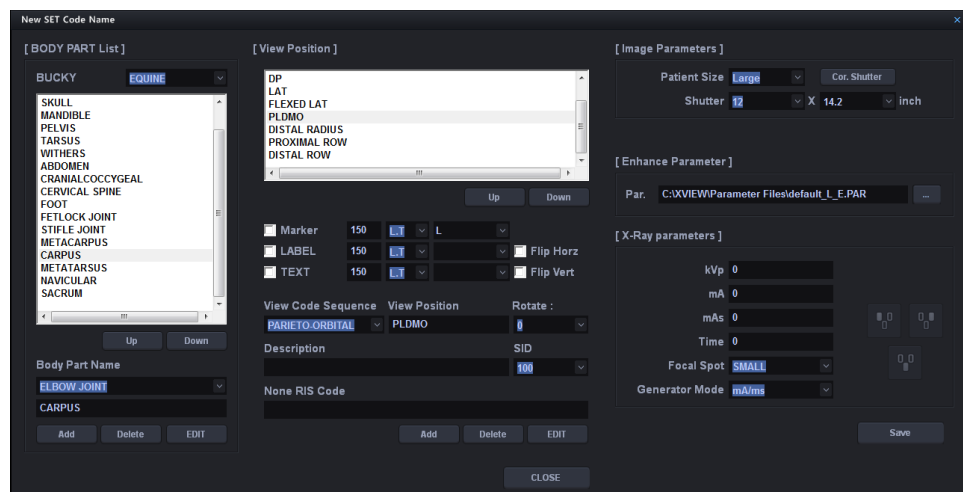 New SET Code Name
[ BODY PART List ]
BUCKY EQUINE
SKULL
MANDIBLE
PELVIS
TARSUS
WITHERS
ABDOMEN
CRANIALCOCCYGEAL
CERVICAL SPINE
FOOT
FETLOCK JOINT
STIFLE JOINT
METACARPUS
CARPUS
METATARSUS
NAVICULAR
SACRUM
Up Down
Body Part Name
ELBOW JOINT
CARPUS
Add Delete EDIT
[ View Position ]
DP
LAT
FLEXED LAT
PLDMO
DISTAL RADIUS
PROXIMAL ROW
DISTAL ROW
Up Down
Marker 150 L.T L
LABEL 150 L.T Flip Horz
TEXT 150 L.T Flip Vert
View Code Sequence View Position Rotate :
PARIETO-ORBITAL PLDMO 0
Description SID
100
None RIS Code
Add Delete EDIT
CLOSE
[ Image Parameters ]
Patient Size Large Cor. Shutter
Shutter 12 X 14.2 inch
[ Enhance Parameter ]
Par. C:\XVIEW\Parameter Files\default_L_E.PAR ...
[ X-Ray parameters ]
kVp 0
mA 0
mAs 0
Time 0
Focal Spot SMALL
Generator Mode mA/ms
Save